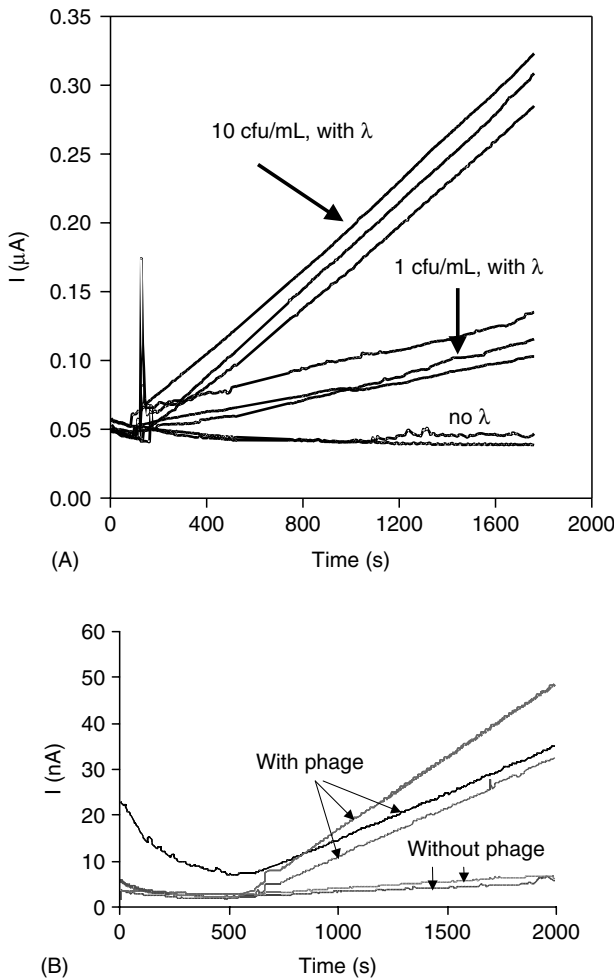 0.35
0.30
0.25
0.20
0.15
0.10
0.05
0.00
I (μA)
10 cfu/mL, with λ
1 cfu/mL, with λ
no λ
0 400 800 1200 1600 2000
(A) Time (s)
60
50
40
30
20
10
0
I (nA)
With phage
Without phage
0 500 1000 1500 2000
(B) Time (s)